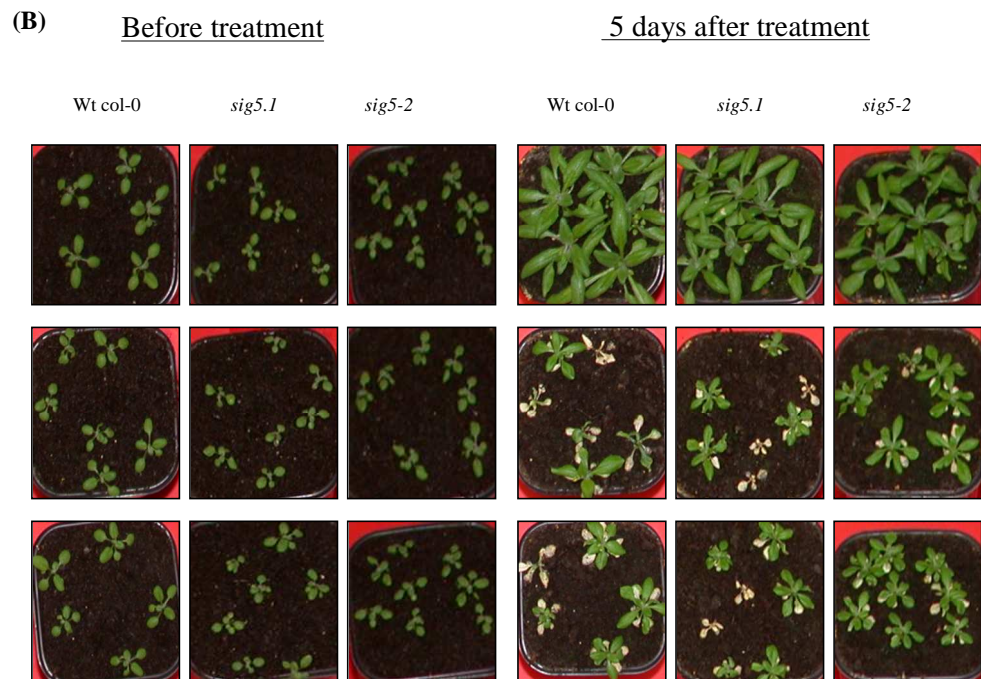 (B) Before treatment 5 days after treatment
Wt col-0 sig5.1 sig5-2 Wt col-0 sig5.1 sig5-2